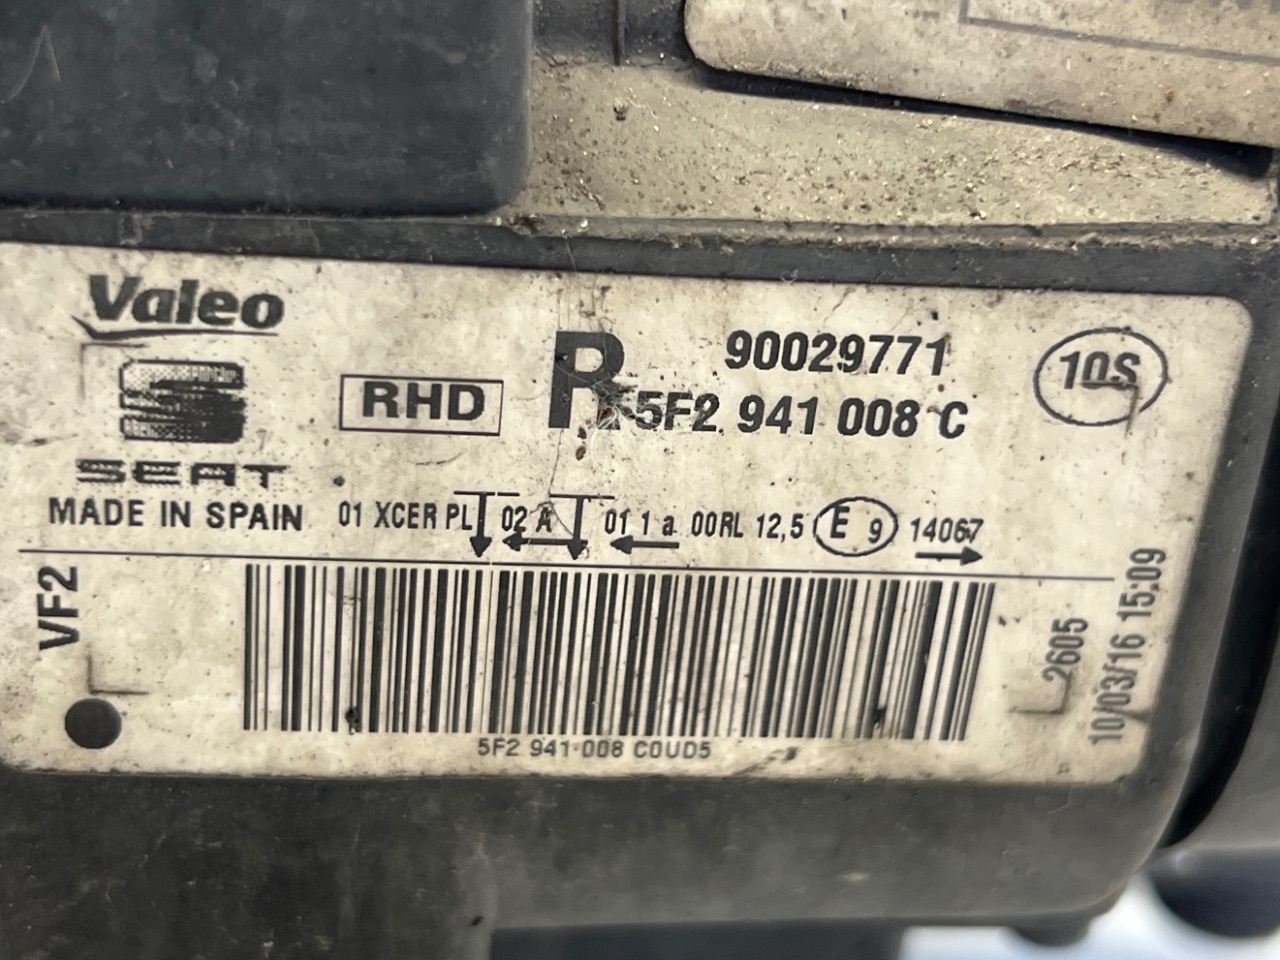 Valeo
RHD
R
90029771
5F2 941 008 C
10S
SEAT
MADE IN SPAIN
01 XCER PL 02 A 01 1 a 00RL 12,5 E 9 14067
VF2
2605
10/03/16 15:09
5F2 941 008 C0UD5